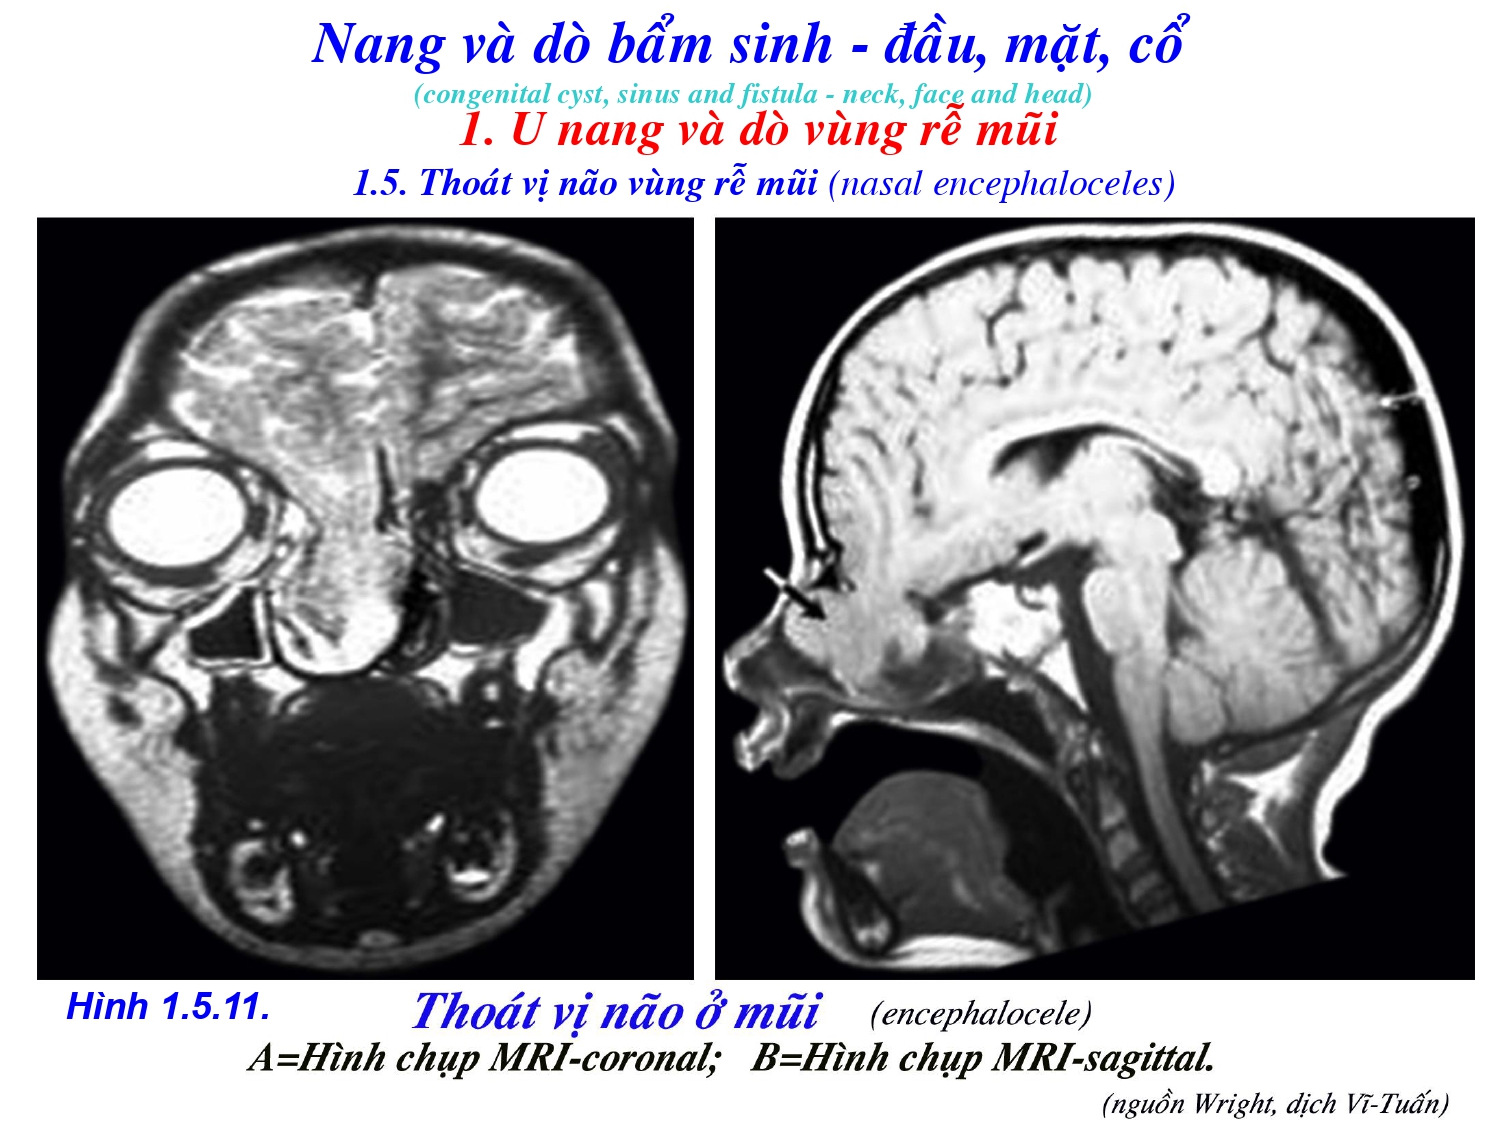 Nang và dò bẩm sinh - đầu, mặt, cổ
(congenital cyst, sinus and fistula - neck, face and head)
1. U nang và dò vùng rễ mũi
1.5. Thoát vị não vùng rễ mũi (nasal encephaloceles)
Hình 1.5.11. Thoát vị não ở mũi (encephalocele)
A=Hình chụp MRI-coronal; B=Hình chụp MRI-sagittal.
(nguồn Wright, dịch Vĩ-Tuấn)